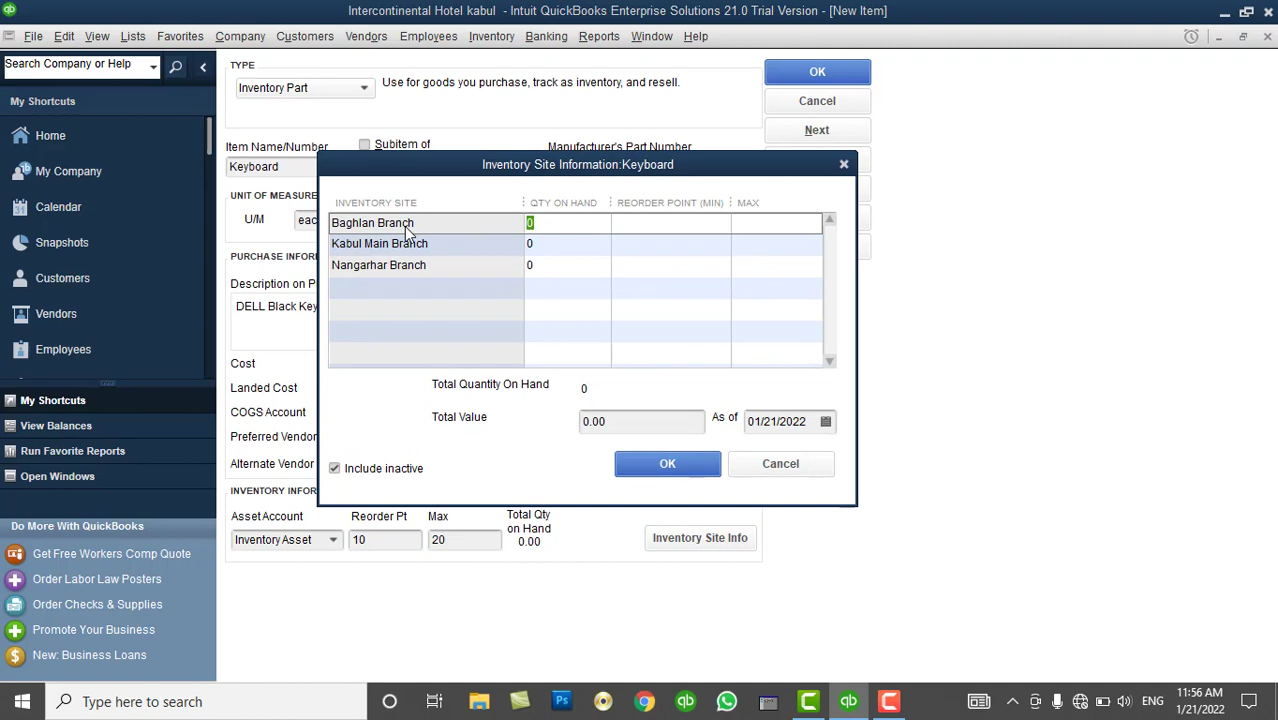 Intercontinental Hotel kabul - Intuit QuickBooks Enterprise Solutions 21.0 Trial Version - [New Item]
File Edit View Lists Favorites Company Customers Vendors Employees Inventory Banking Reports Window Help
Search Company or Help
My Shortcuts
Home
My Company
Calendar
Snapshots
Customers
Vendors
Employees
My Shortcuts
View Balances
Run Favorite Reports
Open Windows
Do More With QuickBooks
Get Free Workers Comp Quote
Order Labor Law Posters
Order Checks & Supplies
Promote Your Business
New: Business Loans
TYPE
Inventory Part
Use for goods you purchase, track as inventory, and resell.
OK
Cancel
Next
Item Name/Number
Subitem of
Manufacturer's Part Number
Keyboard
UNIT OF MEASURE
U/M
eac
PURCHASE INFOR
Description on P
DELL Black Key
Cost
Landed Cost
COGS Account
Preferred Vendor
Alternate Vendor
Inventory Site Information:Keyboard
INVENTORY SITE QTY ON HAND REORDER POINT (MIN) MAX
Baghlan Branch 0
Kabul Main Branch 0
Nangarhar Branch 0
Total Quantity On Hand 0
Total Value 0.00 As of 01/21/2022
Include inactive
OK
Cancel
Asset Account Reorder Pt Max Total Qty on Hand
Inventory Asset 10 20 0.00
Inventory Site Info
Type here to search
Ps
ENG
11:56 AM
1/21/2022